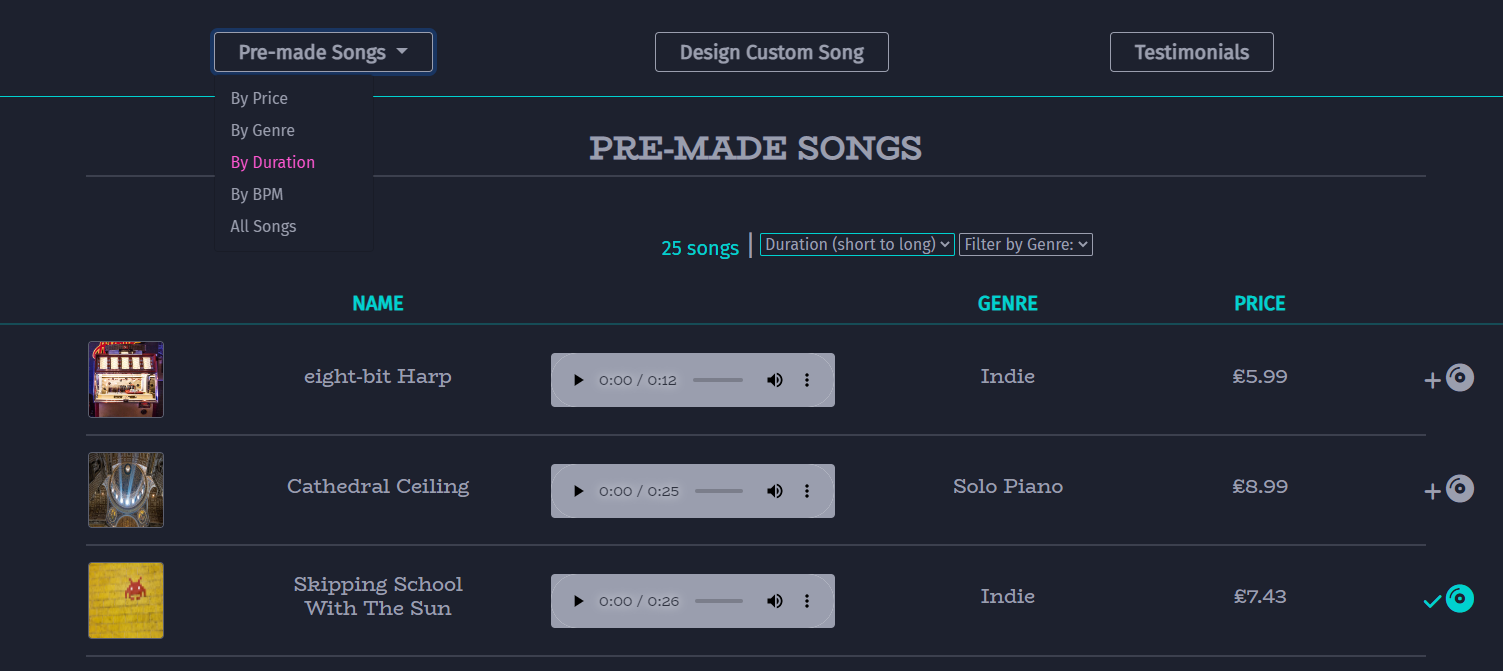 Pre-made Songs
Design Custom Song
Testimonials
By Price
By Genre
By Duration
By BPM
All Songs
PRE-MADE SONGS
25 songs
Duration (short to long)
Filter by Genre:
NAME
GENRE
PRICE
eight-bit Harp
0:00 / 0:12
Indie
£5.99
Cathedral Ceiling
0:00 / 0:25
Solo Piano
£8.99
Skipping School
With The Sun
0:00 / 0:26
Indie
£7.43